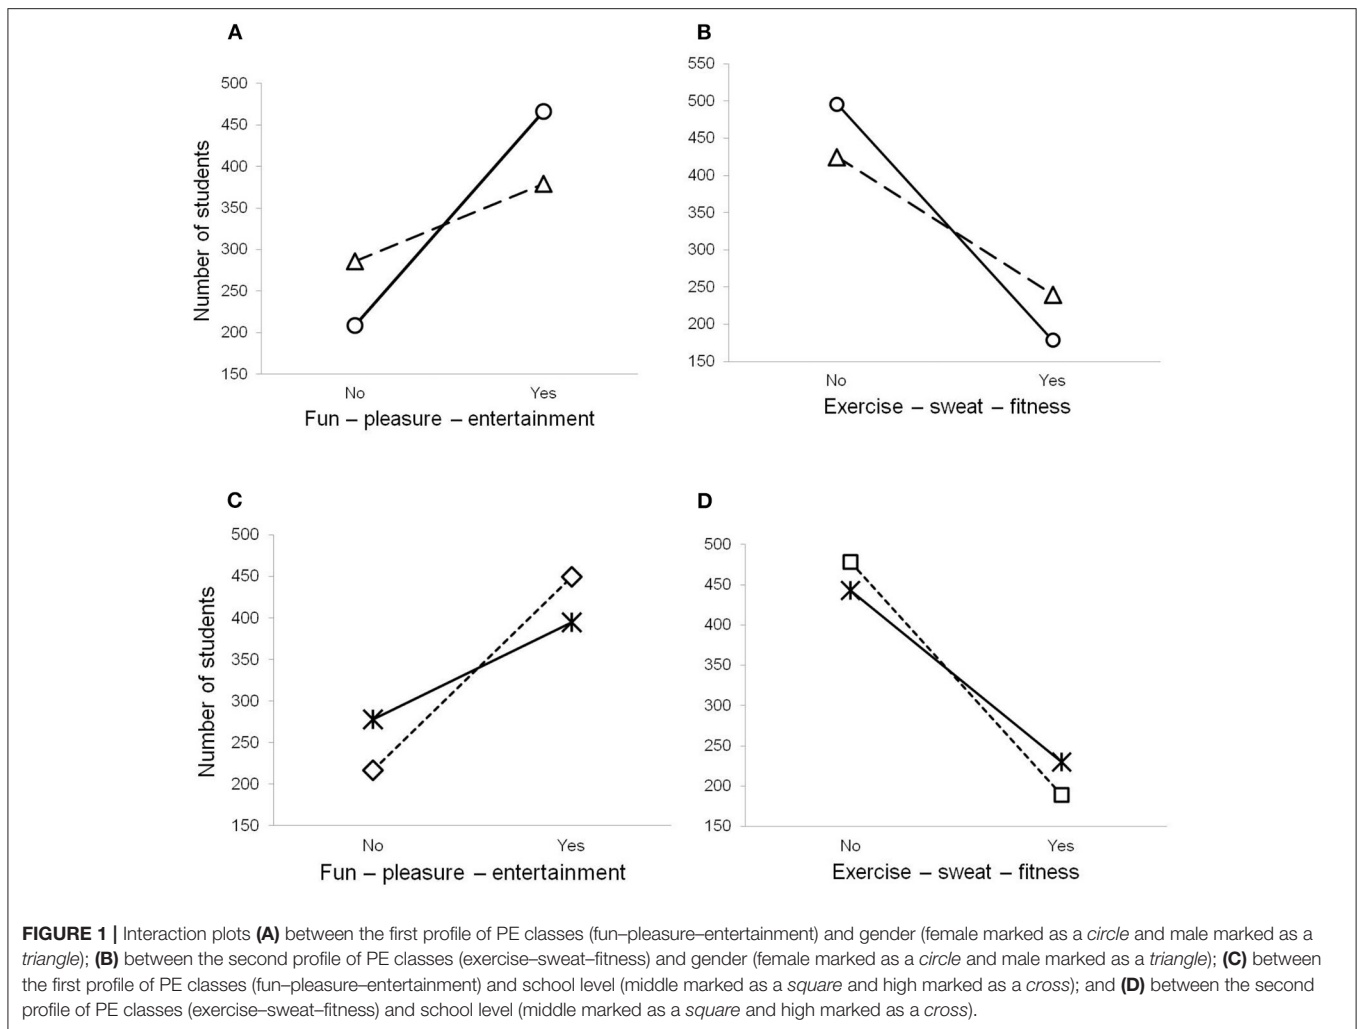 A
500
450
400
350
300
250
200
150
Number of students
No
Yes
Fun – pleasure – entertainment
B
550
500
450
400
350
300
250
200
150
No
Yes
Exercise – sweat – fitness
C
500
450
400
350
300
250
200
150
Number of students
No
Yes
Fun – pleasure – entertainment
D
500
450
400
350
300
250
200
150
No
Yes
Exercise – sweat – fitness
FIGURE 1 | Interaction plots (A) between the first profile of PE classes (fun–pleasure–entertainment) and gender (female marked as a circle and male marked as a
triangle); (B) between the second profile of PE classes (exercise–sweat–fitness) and gender (female marked as a circle and male marked as a triangle); (C) between
the first profile of PE classes (fun–pleasure–entertainment) and school level (middle marked as a square and high marked as a cross); and (D) between the second
profile of PE classes (exercise–sweat–fitness) and school level (middle marked as a square and high marked as a cross).